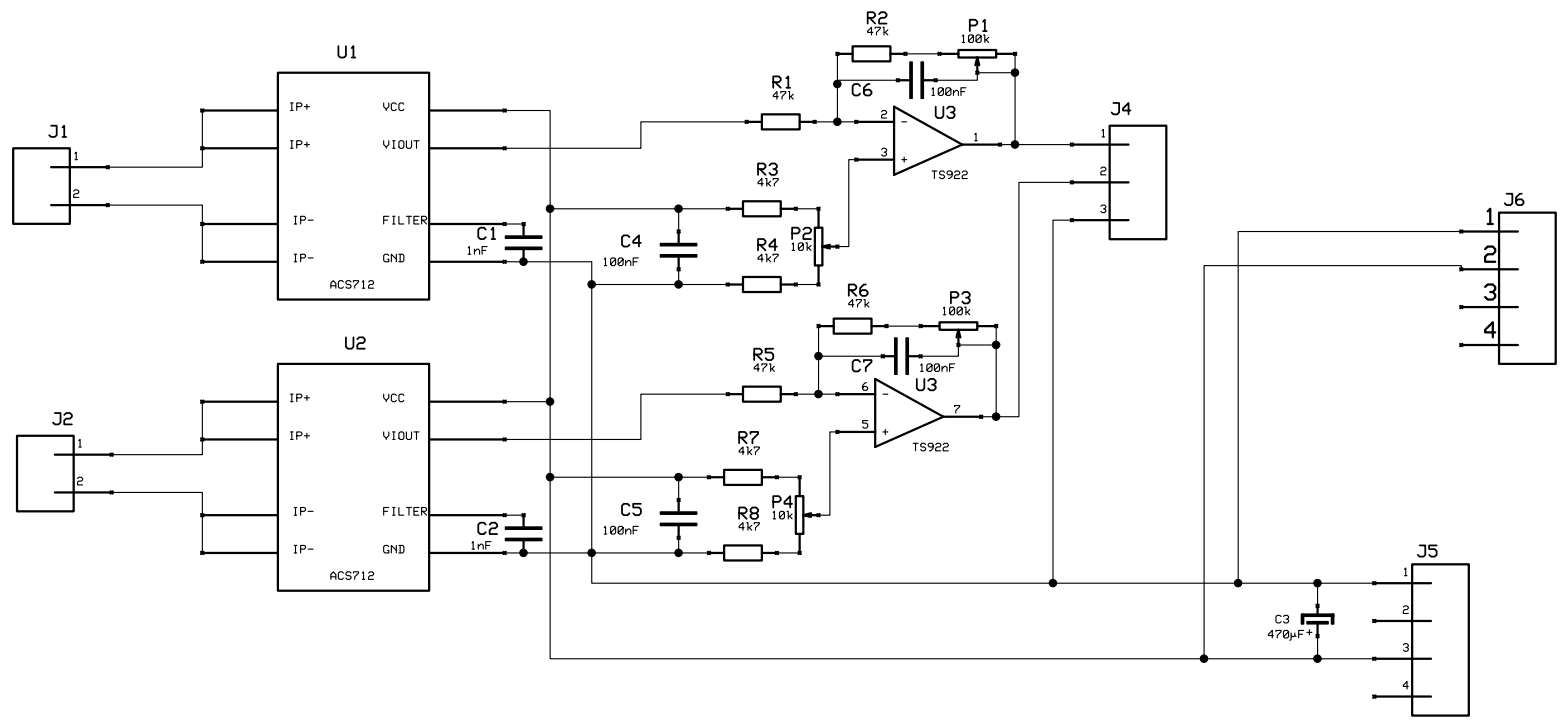 U1
IP+
IP+
IP-
IP-
VCC
VIOUT
FILTER
GND
ACS712
J1
1
2
C1
1nF
R2
47k
P1
100k
C6
100nF
R1
47k
2
-
3
+
U3
1
TS922
R3
4k7
R4
4k7
P2
10k
C4
100nF
J4
1
2
3
J6
1
2
3
4
U2
IP+
IP+
IP-
IP-
VCC
VIOUT
FILTER
GND
ACS712
J2
1
2
C2
1nF
R6
47k
P3
100k
C7
100nF
R5
47k
6
-
5
+
U3
7
TS922
R7
4k7
R8
4k7
P4
10k
C5
100nF
J5
1
2
3
4
C3
470µF+